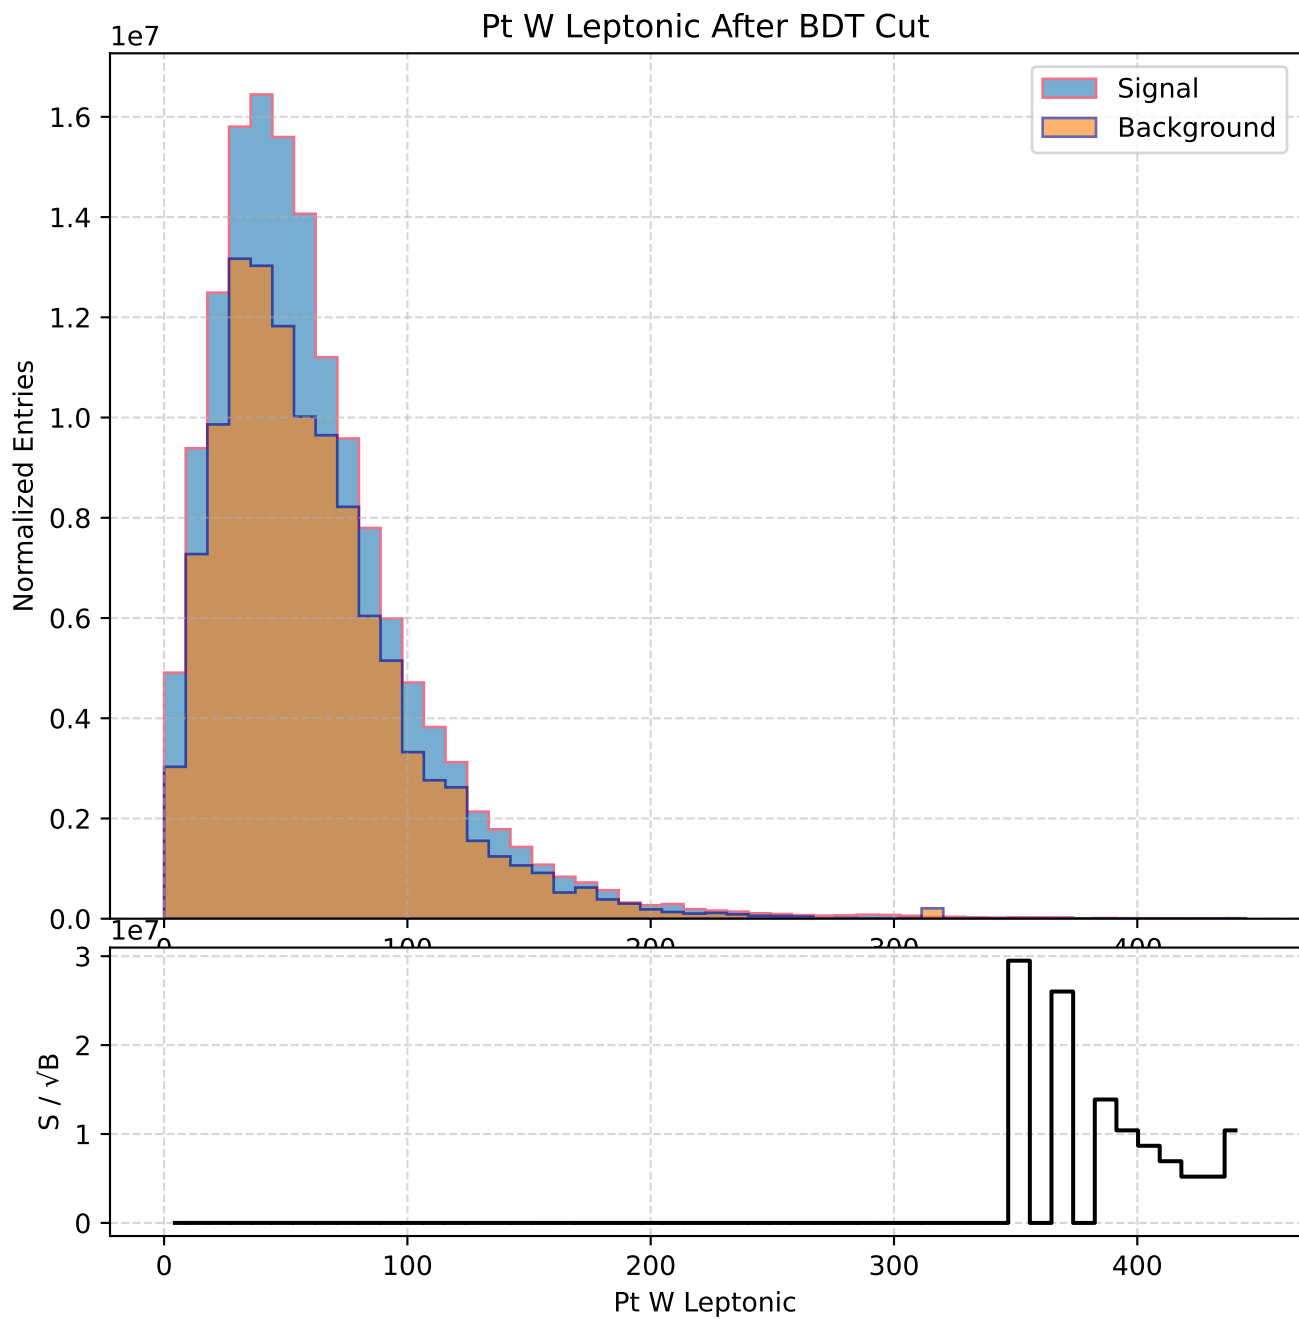 Pt W Leptonic After BDT Cut
1e7
Signal
Background
Normalized Entries
1.6
1.4
1.2
1.0
0.8
0.6
0.4
0.2
0.0
0 100 200 300 400
1e7
S / √B
3
2
1
0
0 100 200 300 400
Pt W Leptonic